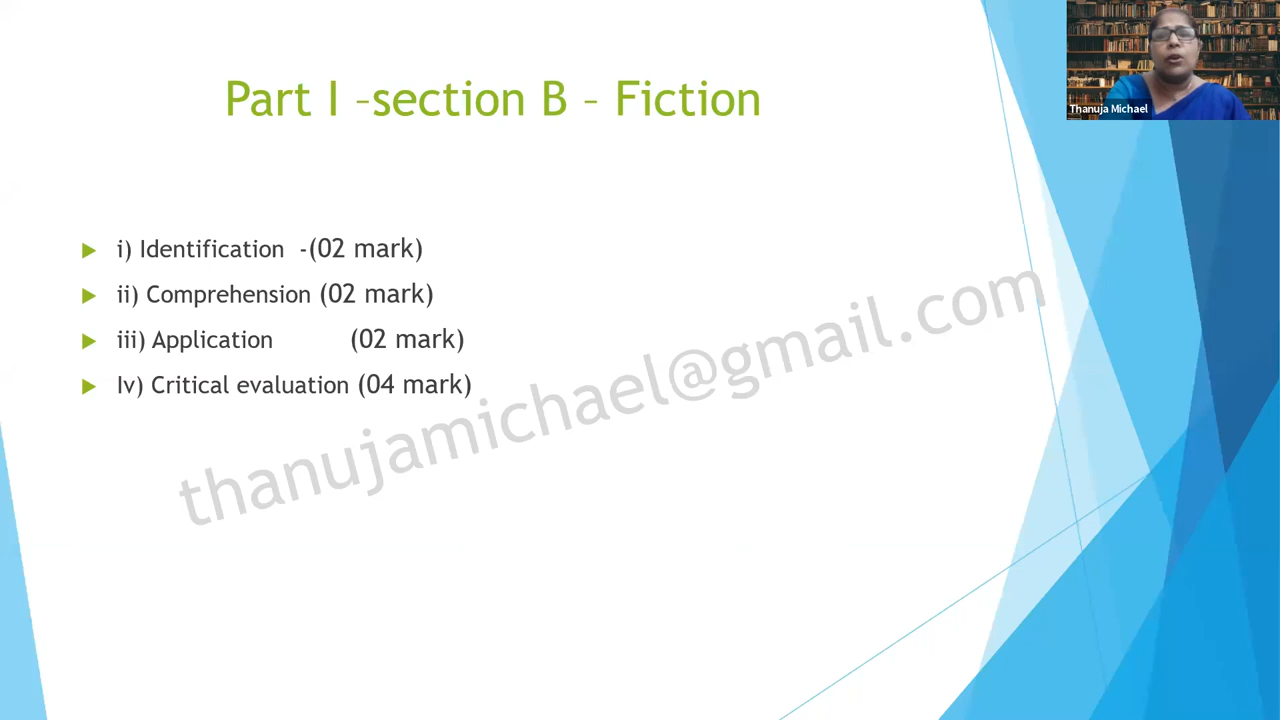 Part I –section B – Fiction
Thanuja Michael
i) Identification -(02 mark)
ii) Comprehension (02 mark)
iii) Application (02 mark)
Iv) Critical evaluation (04 mark)
thanujamichael@gmail.com